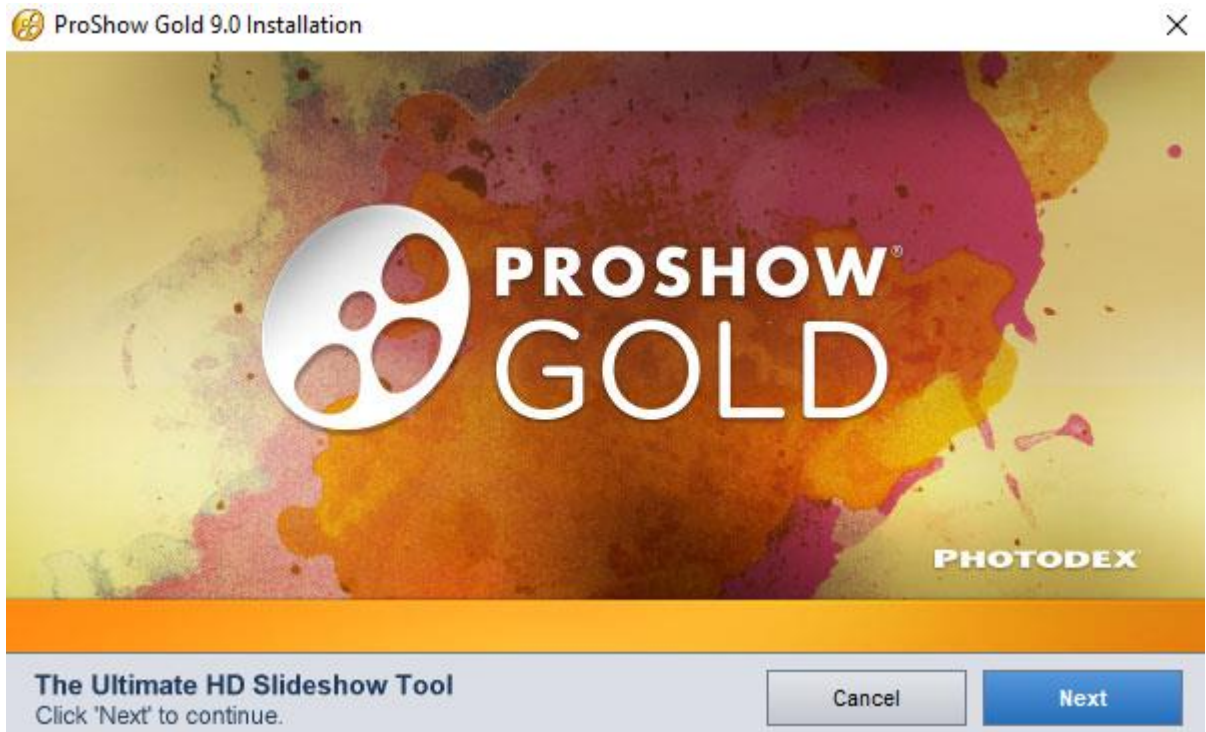 ProShow Gold 9.0 Installation
PROSHOW®
GOLD
PHOTODEX
The Ultimate HD Slideshow Tool
Click 'Next' to continue.
Cancel
Next